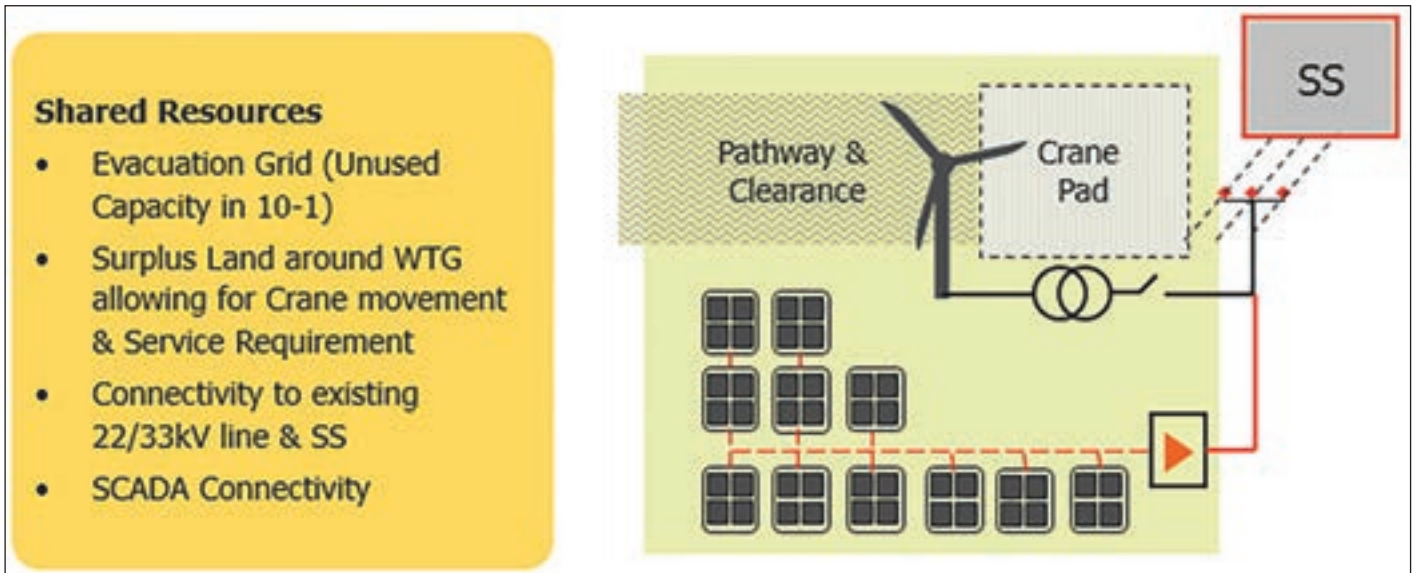 Shared Resources
• Evacuation Grid (Unused
Capacity in 10-1)
• Surplus Land around WTG
allowing for Crane movement
& Service Requirement
• Connectivity to existing
22/33kV line & SS
• SCADA Connectivity
Pathway &
Clearance
Crane
Pad
SS